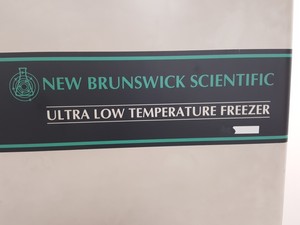 NEW BRUNSWICK SCIENTIFIC
ULTRA LOW TEMPERATURE FREEZER